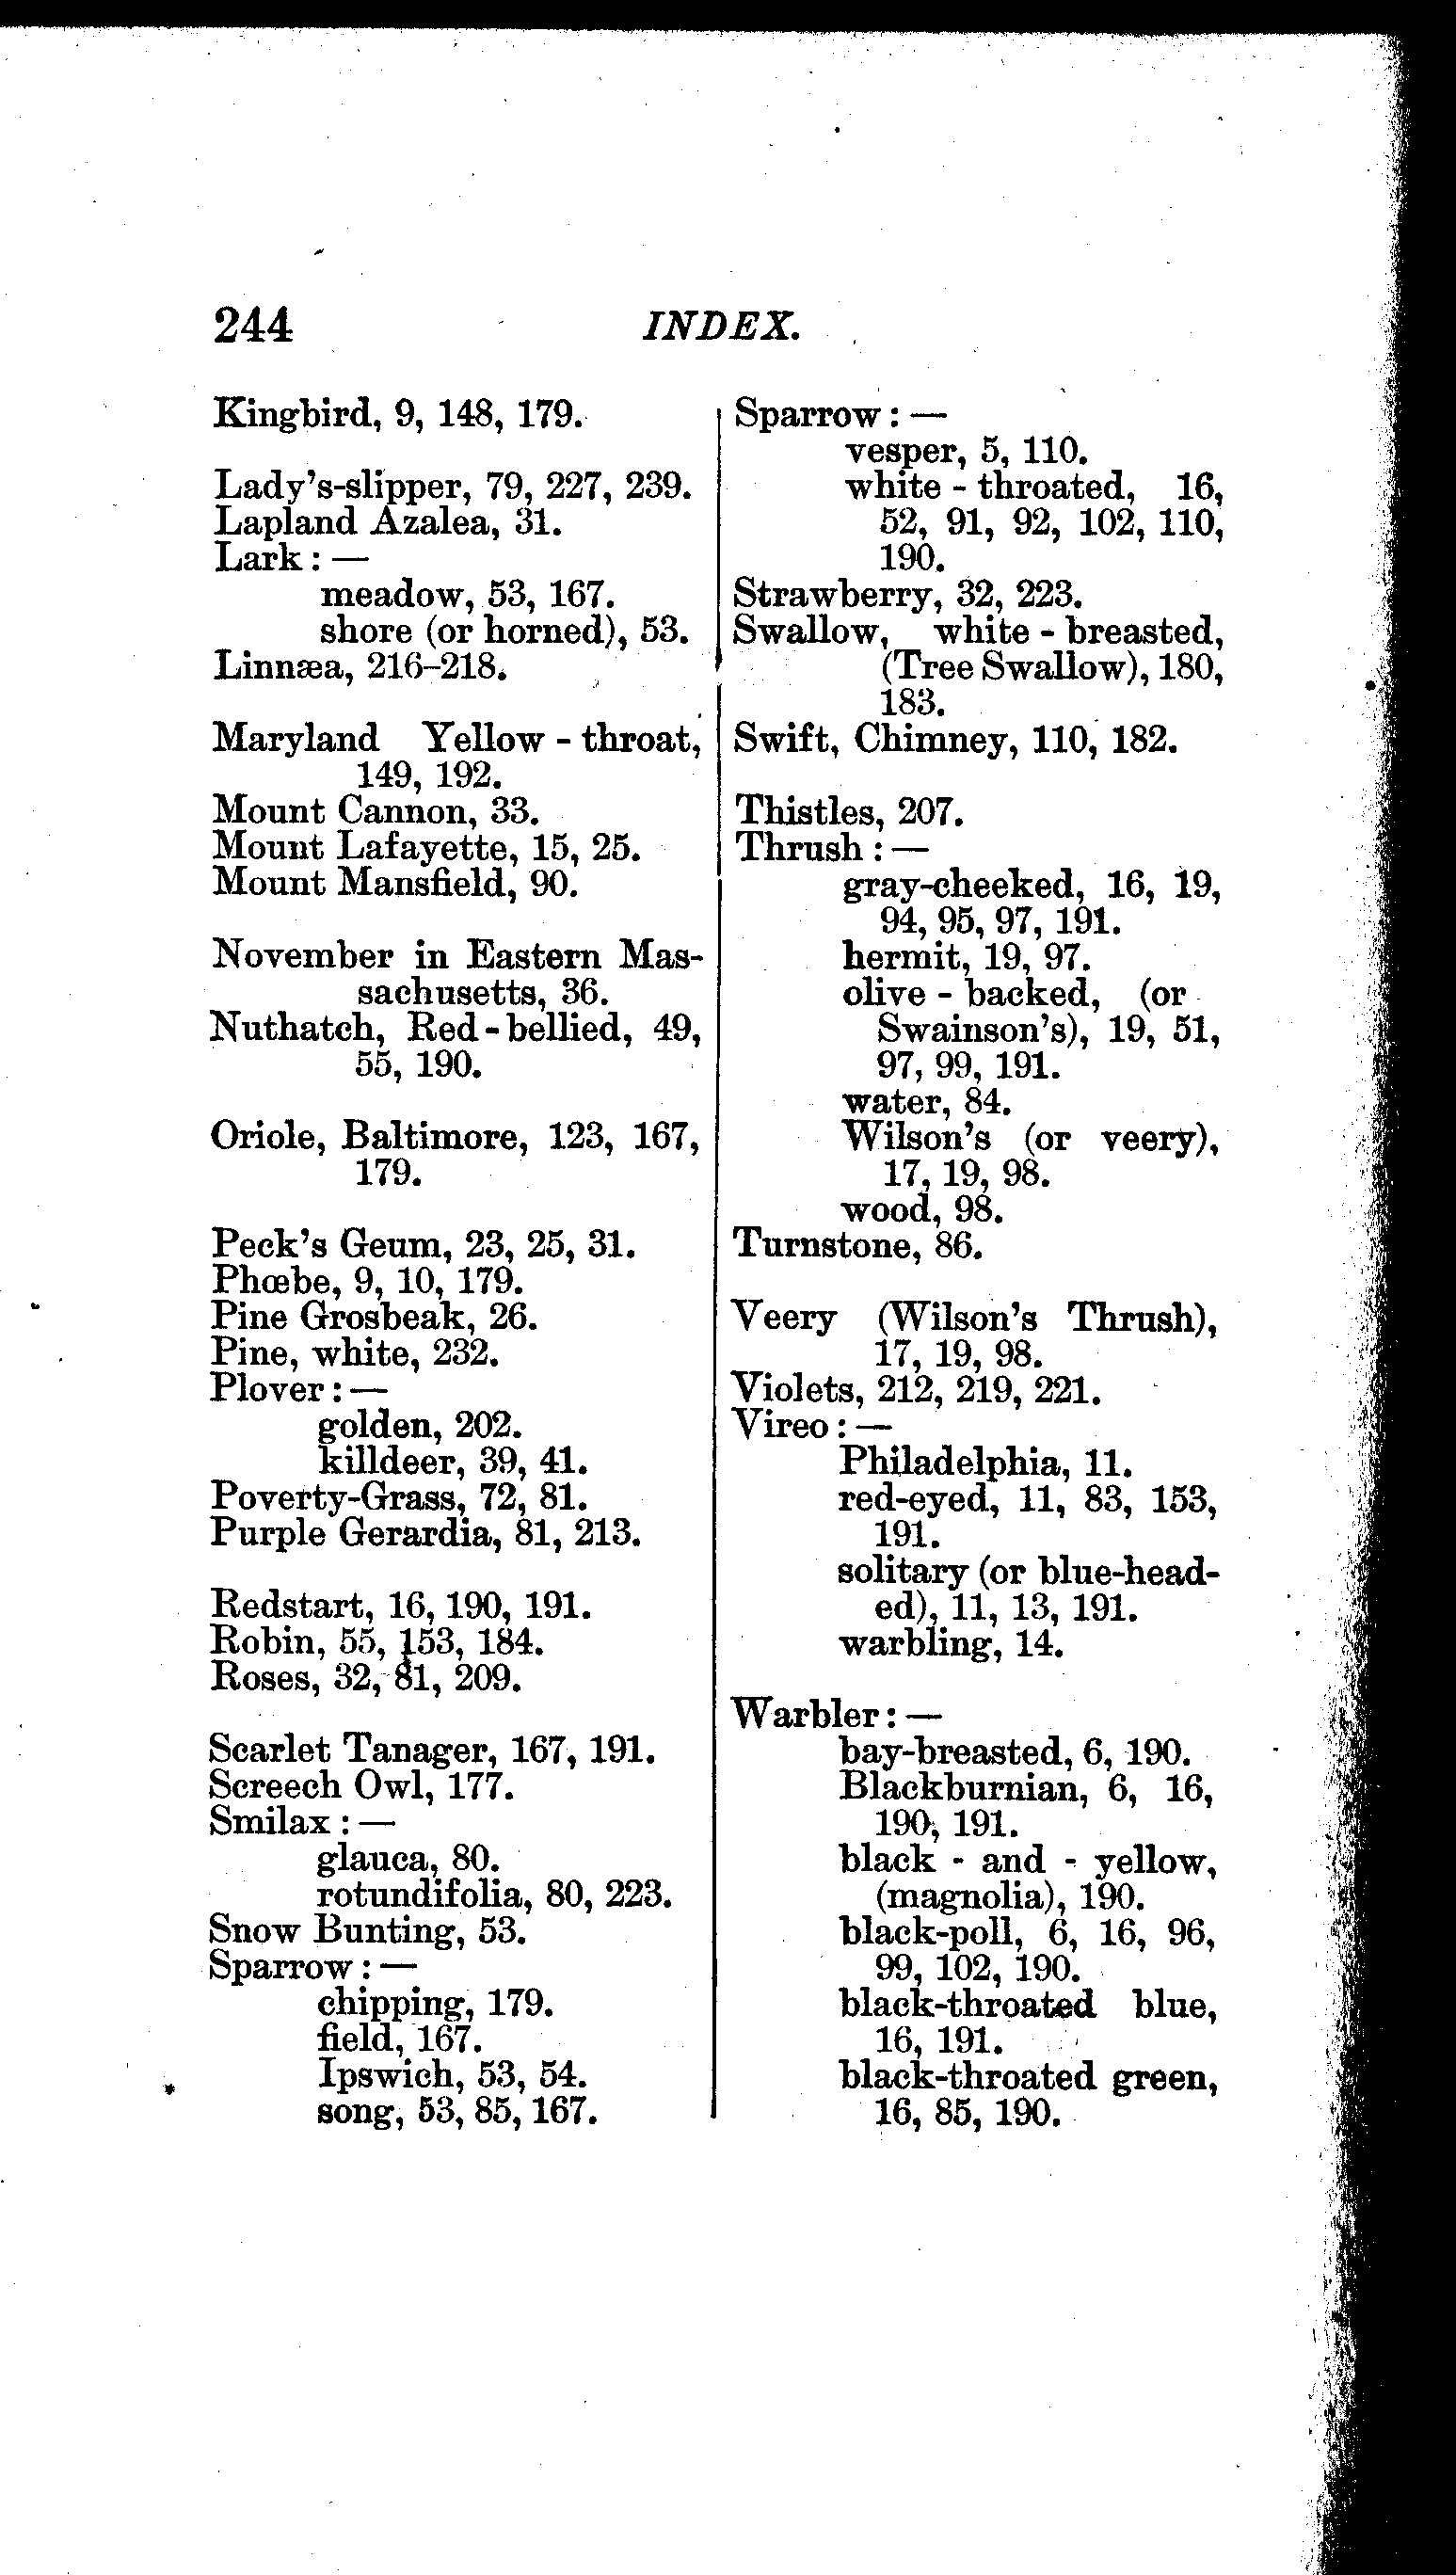 244
INDEX.
Kingbird, 9, 148, 179.
Lady's-slipper, 79, 227, 239.
Lapland Azalea, 31.
Lark: —
meadow, 53, 167.
shore (or horned), 53.
Linnæa, 216–218.
Maryland Yellow-throat,
149, 192.
Mount Cannon, 33.
Mount Lafayette, 15, 25.
Mount Mansfield, 90.
November in Eastern Mas-
sachusetts, 36.
Nuthatch, Red-bellied, 49,
55, 190.
Oriole, Baltimore, 123, 167,
179.
Peck's Geum, 23, 25, 31.
Phœbe, 9, 10, 179.
Pine Grosbeak, 26.
Pine, white, 232.
Plover: —
golden, 202.
killdeer, 39, 41.
Poverty-Grass, 72, 81.
Purple Gerardia, 81, 213.
Redstart, 16, 190, 191.
Robin, 55, 153, 184.
Roses, 32, 81, 209.
Scarlet Tanager, 167, 191.
Screech Owl, 177.
Smilax: —
glauca, 80.
rotundifolia, 80, 223.
Snow Bunting, 53.
Sparrow: —
chipping, 179.
field, 167.
Ipswich, 53, 54.
song, 53, 85, 167.
Sparrow: —
vesper, 5, 110.
white-throated, 16,
52, 91, 92, 102, 110,
190.
Strawberry, 32, 223.
Swallow, white-breasted,
(Tree Swallow), 180,
183.
Swift, Chimney, 110, 182.
Thistles, 207.
Thrush: —
gray-cheeked, 16, 19,
94, 95, 97, 191.
hermit, 19, 97.
olive-backed, (or
Swainson's), 19, 51,
97, 99, 191.
water, 84.
Wilson's (or veery),
17, 19, 98.
wood, 98.
Turnstone, 86.
Veery (Wilson's Thrush),
17, 19, 98.
Violets, 212, 219, 221.
Vireo: —
Philadelphia, 11.
red-eyed, 11, 83, 153,
191.
solitary (or blue-head-
ed), 11, 13, 191.
warbling, 14.
Warbler: —
bay-breasted, 6, 190.
Blackburnian, 6, 16,
190, 191.
black-and-yellow,
(magnolia), 190.
black-poll, 6, 16, 96,
99, 102, 190.
black-throated blue,
16, 191.
black-throated green,
16, 85, 190.